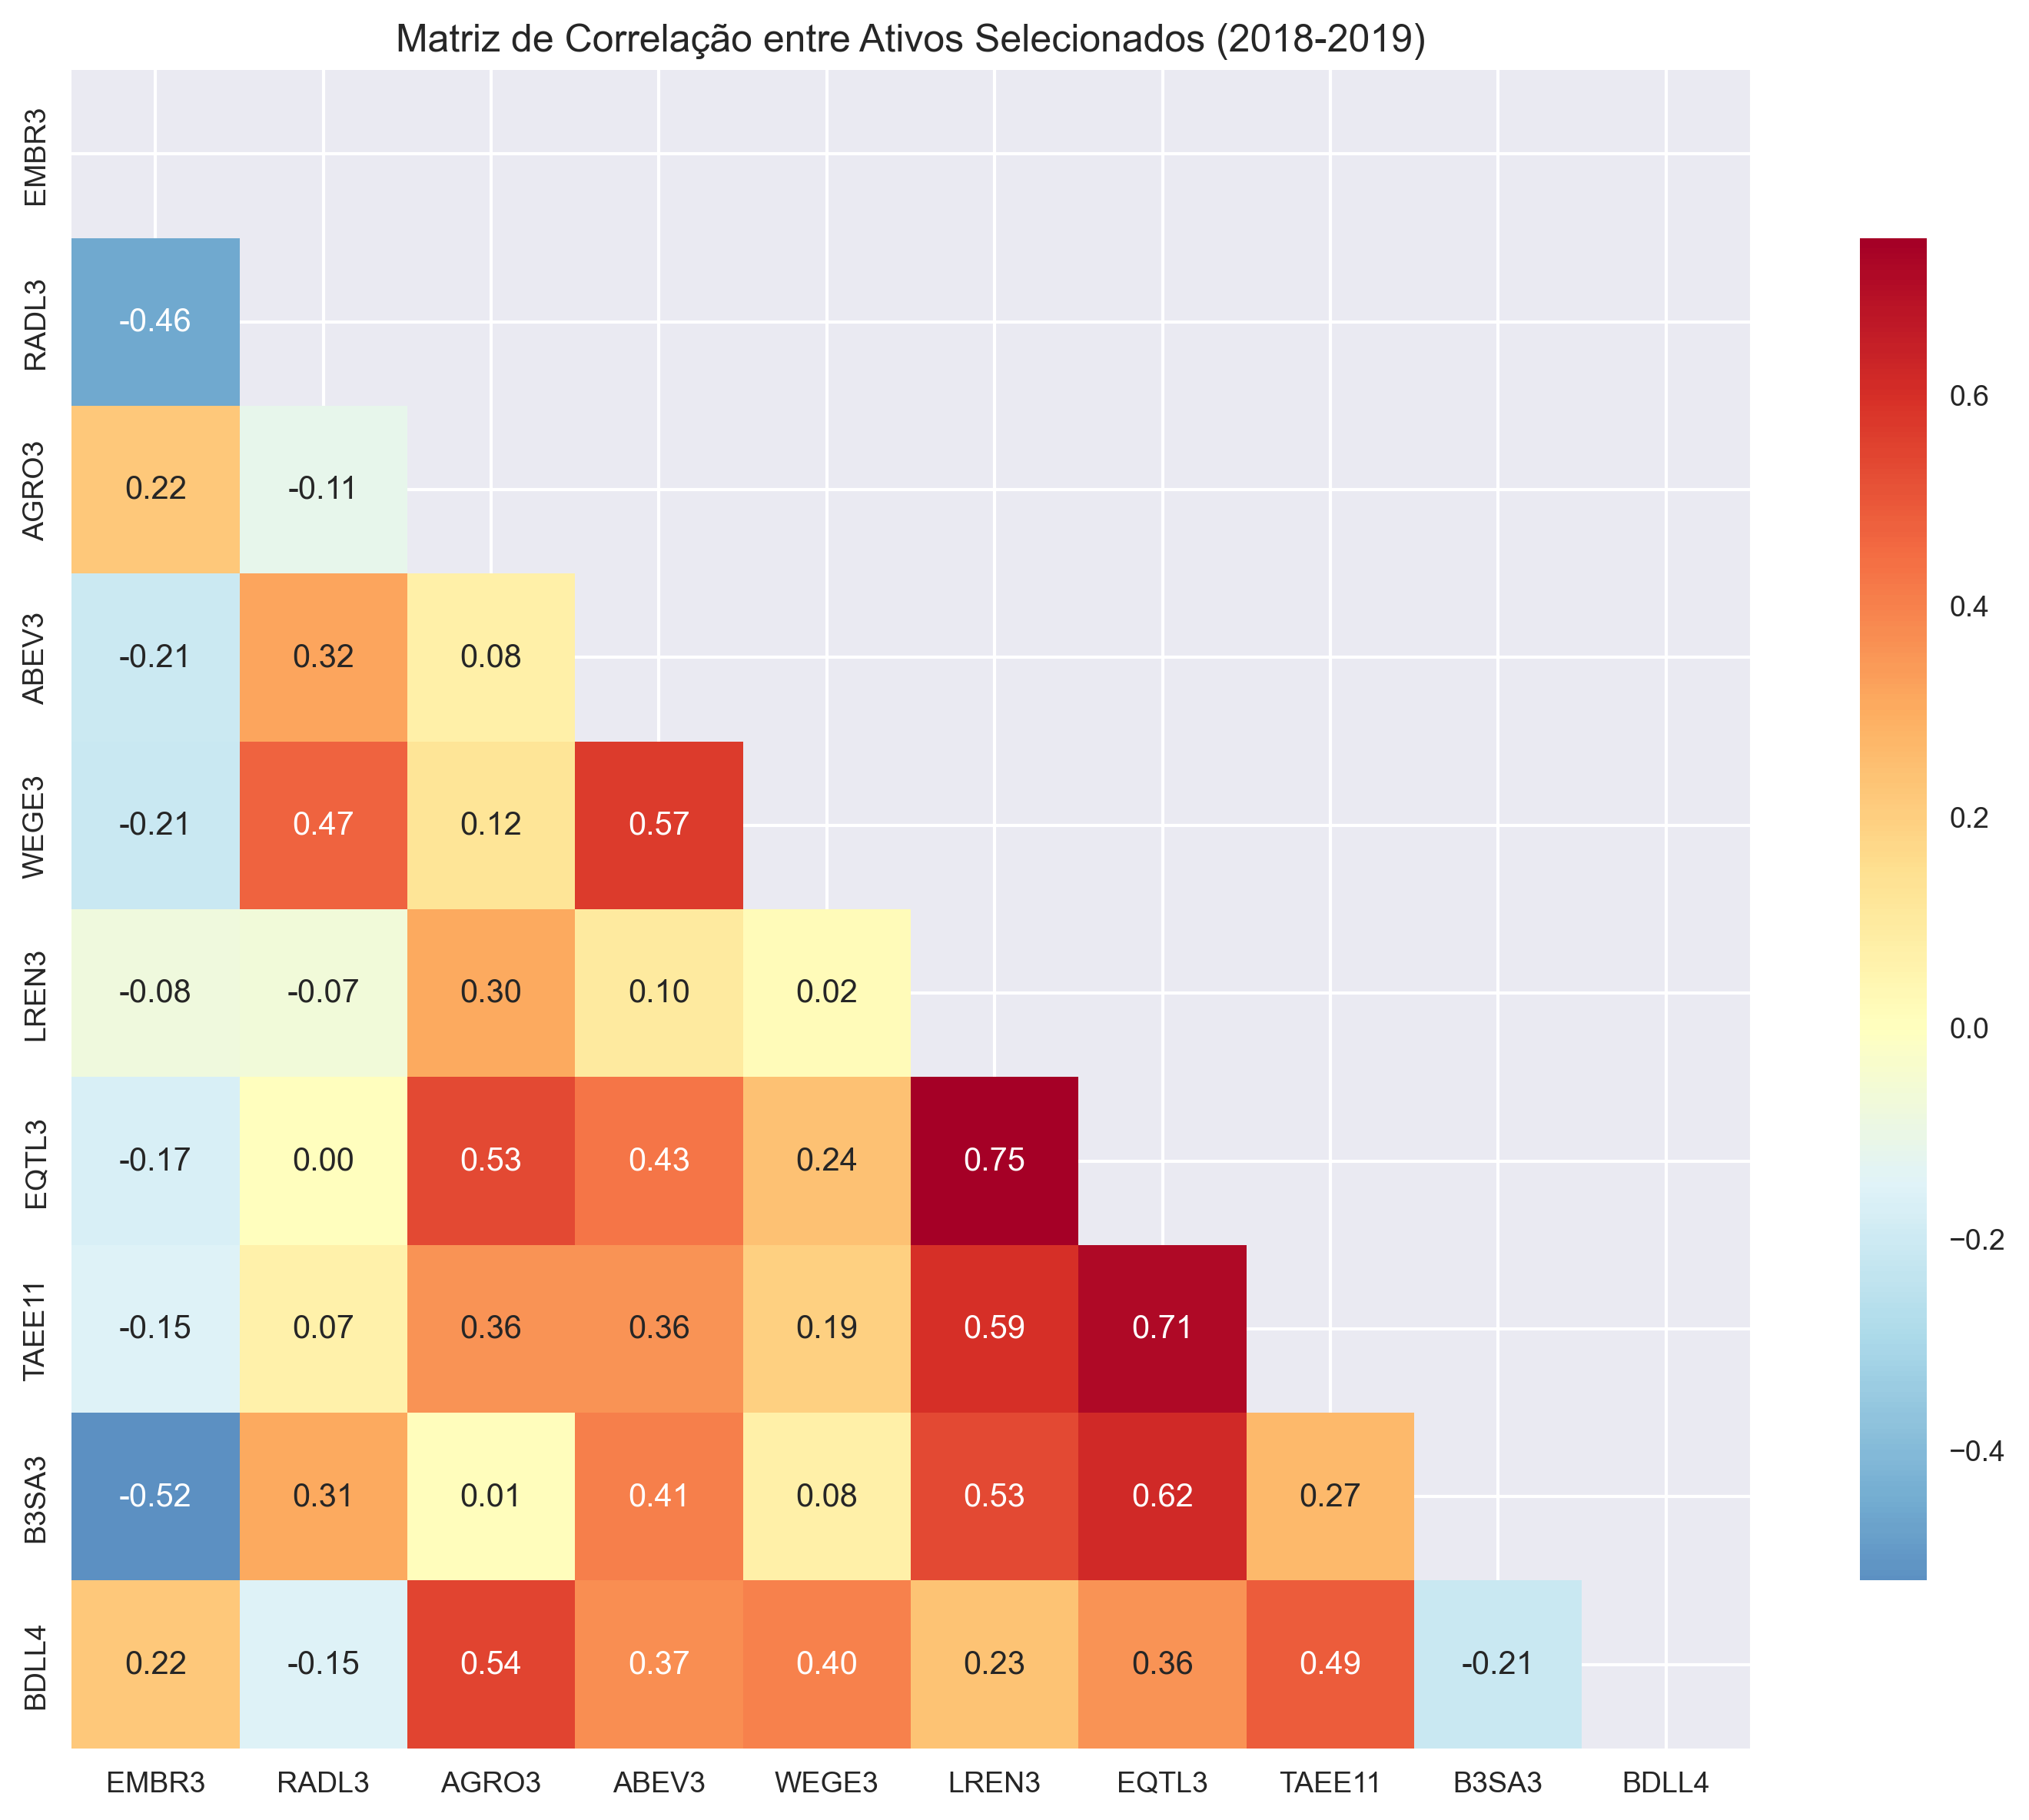 Matriz de Correlação entre Ativos Selecionados (2018-2019)
EMBR3
RADL3 -0.46
AGRO3 0.22 -0.11
ABEV3 -0.21 0.32 0.08
WEGE3 -0.21 0.47 0.12 0.57
LREN3 -0.08 -0.07 0.30 0.10 0.02
EQTL3 -0.17 0.00 0.53 0.43 0.24 0.75
TAEE11 -0.15 0.07 0.36 0.36 0.19 0.59 0.71
B3SA3 -0.52 0.31 0.01 0.41 0.08 0.53 0.62 0.27
BDLL4 0.22 -0.15 0.54 0.37 0.40 0.23 0.36 0.49 -0.21
EMBR3 RADL3 AGRO3 ABEV3 WEGE3 LREN3 EQTL3 TAEE11 B3SA3 BDLL4
0.6
0.4
0.2
0.0
−0.2
−0.4